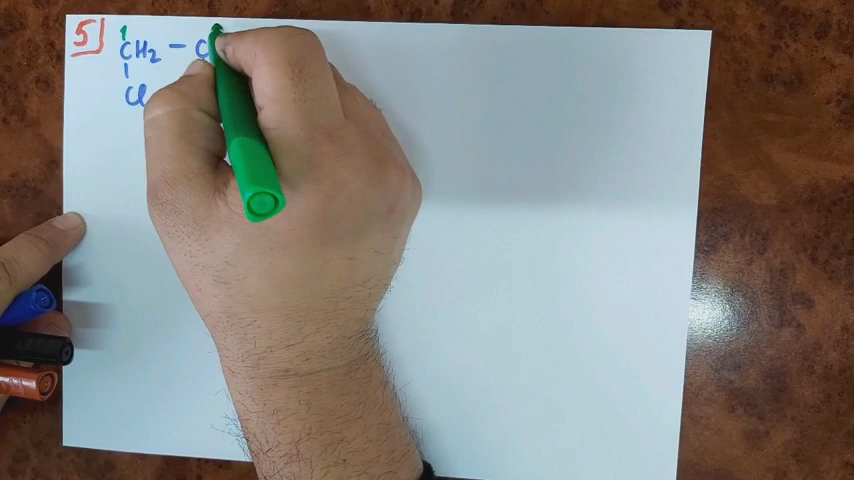 5] 1
CH₂ – C
|
Cl